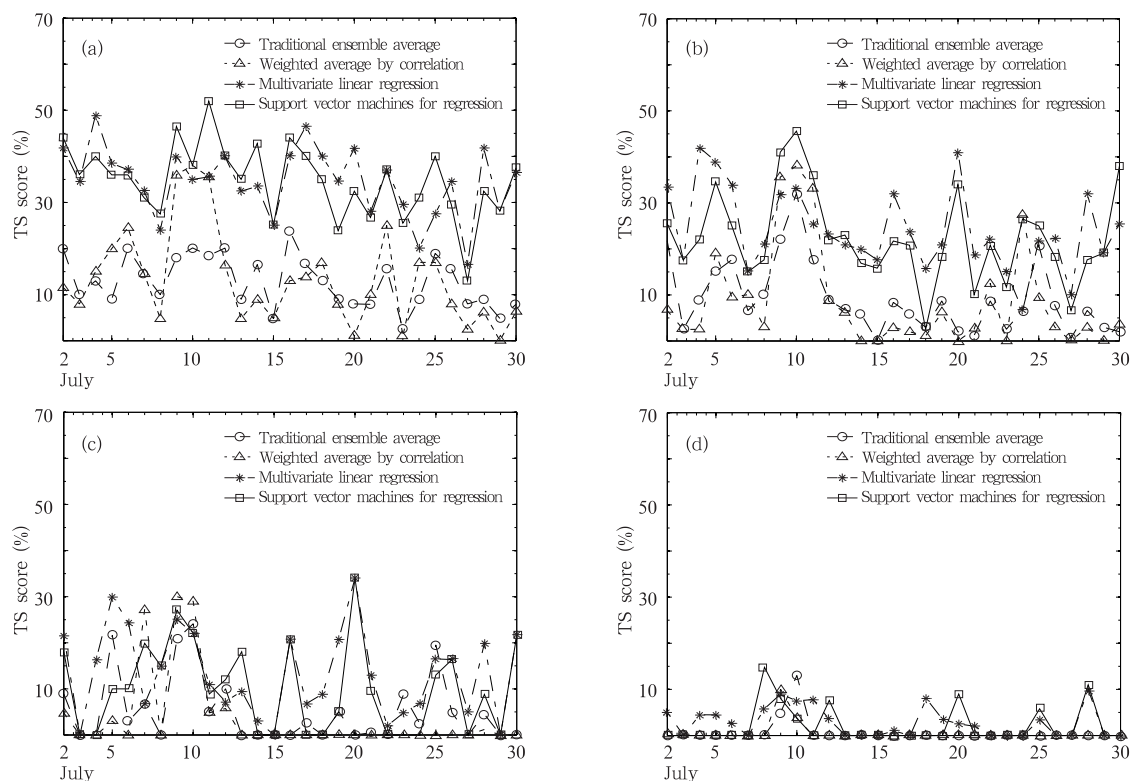 70
(a)
Traditional ensemble average
Weighted average by correlation
Multivariate linear regression
Support vector machines for regression
50
TS score (%)
30
10
2 5 10 15 20 25 30
July
70
(b)
Traditional ensemble average
Weighted average by correlation
Multivariate linear regression
Support vector machines for regression
50
TS score (%)
30
10
2 5 10 15 20 25 30
July
70
(c)
Traditional ensemble average
Weighted average by correlation
Multivariate linear regression
Support vector machines for regression
50
TS score (%)
30
10
2 5 10 15 20 25 30
July
70
(d)
Traditional ensemble average
Weighted average by correlation
Multivariate linear regression
Support vector machines for regression
50
TS score (%)
30
10
2 5 10 15 20 25 30
July